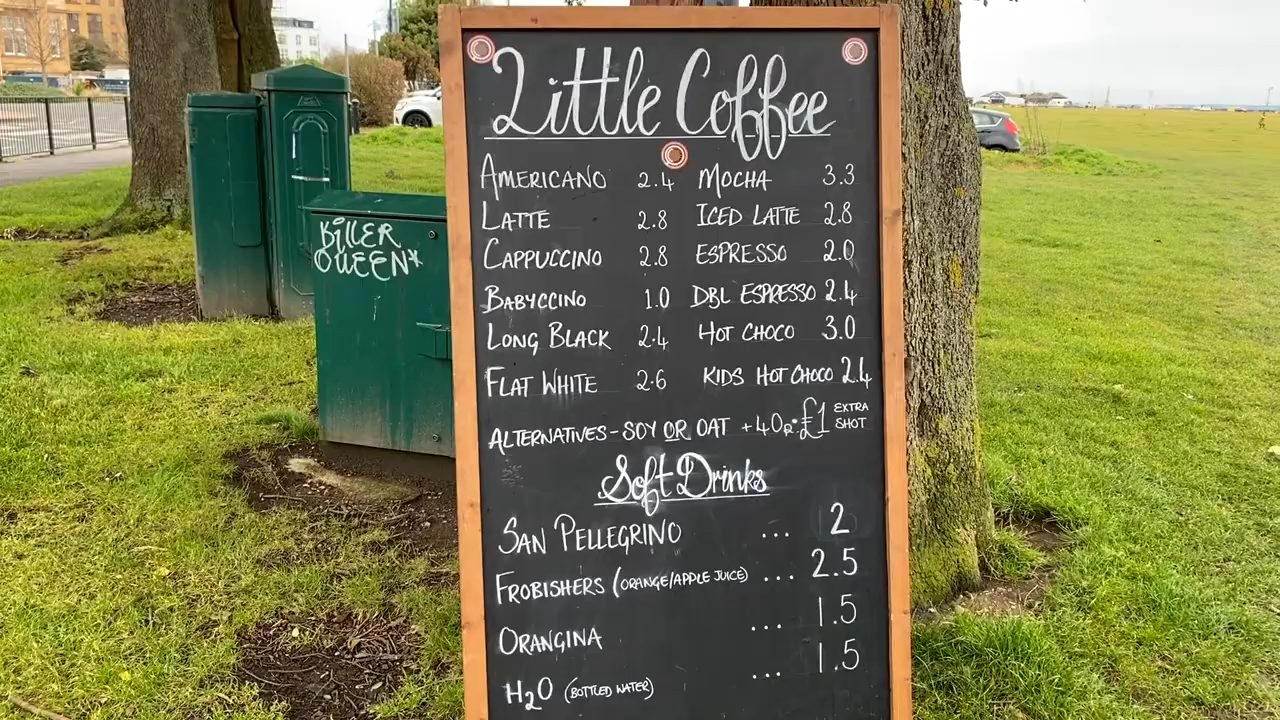 Little Coffee
AMERICANO 2.4 MOCHA 3.3
LATTE 2.8 ICED LATTE 2.8
CAPPUCCINO 2.8 ESPRESSO 2.0
BABYCCINO 1.0 DBL ESPRESSO 2.4
LONG BLACK 2.4 HOT CHOCO 3.0
FLAT WHITE 2.6 KIDS HOT CHOCO 2.4
ALTERNATIVES - SOY OR OAT +40p • £1 EXTRA SHOT
Soft Drinks
SAN PELLEGRINO ... 2
FROBISHERS (ORANGE/APPLE JUICE) ... 2.5
ORANGINA ... 1.5
H2O (BOTTLED WATER) ... 1.5
KiLLER
QUEEN*